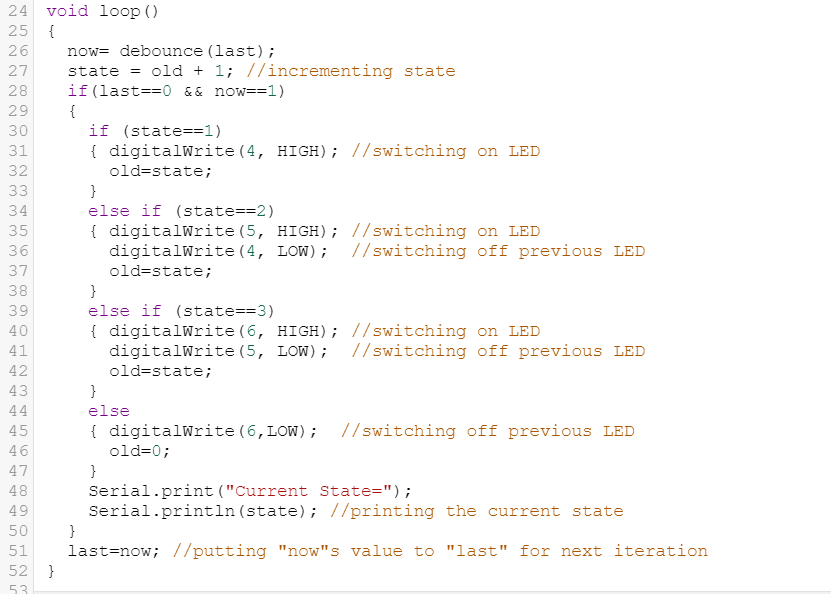 24 void loop()
25 {
26   now= debounce(last);
27   state = old + 1; //incrementing state
28   if(last==0 && now==1)
29   {
30     if (state==1)
31     { digitalWrite(4, HIGH); //switching on LED
32       old=state;
33     }
34     else if (state==2)
35     { digitalWrite(5, HIGH); //switching on LED
36       digitalWrite(4, LOW);  //switching off previous LED
37       old=state;
38     }
39     else if (state==3)
40     { digitalWrite(6, HIGH); //switching on LED
41       digitalWrite(5, LOW);  //switching off previous LED
42       old=state;
43     }
44     else
45     { digitalWrite(6,LOW);  //switching off previous LED
46       old=0;
47     }
48     Serial.print("Current State=");
49     Serial.println(state); //printing the current state
50   }
51   last=now; //putting "now"s value to "last" for next iteration
52 }
53